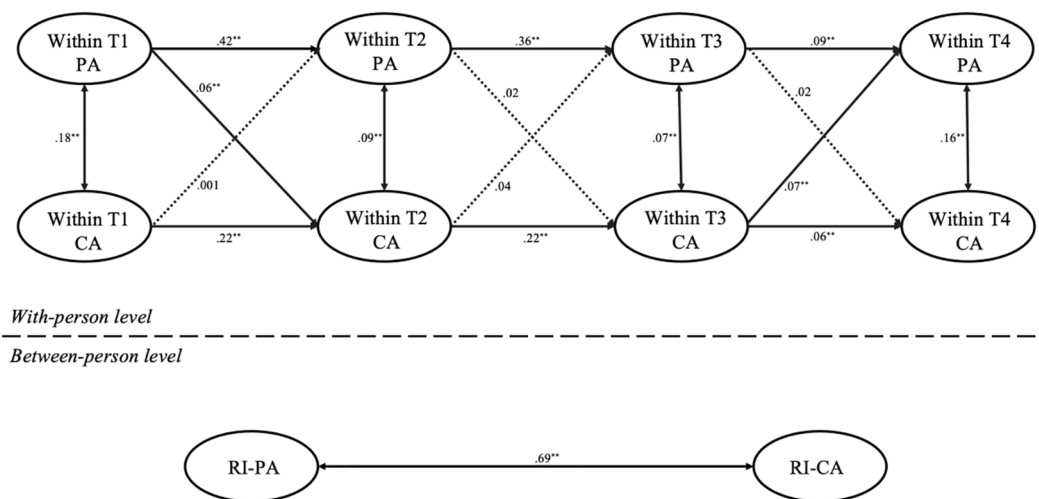 Within T1
PA
.42**
Within T2
PA
.36**
Within T3
PA
.09**
Within T4
PA
.06**
.02
.02
.18**
.09**
.07**
.16**
.001
.04
.07**
Within T1
CA
.22**
Within T2
CA
.22**
Within T3
CA
.06**
Within T4
CA
With-person level
Between-person level
RI-PA
.69**
RI-CA